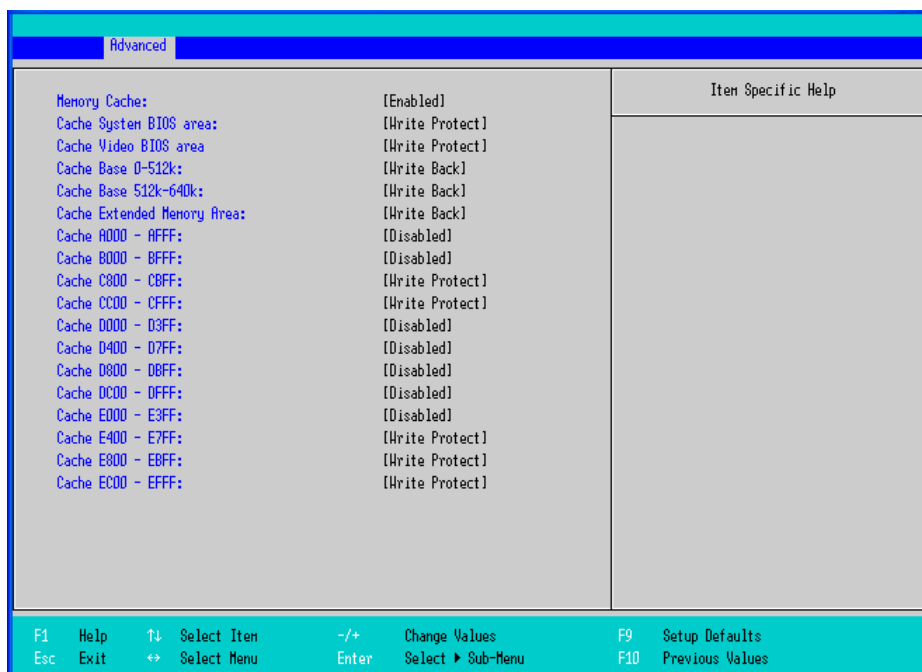 Advanced
Item Specific Help
Memory Cache: [Enabled]
Cache System BIOS area: [Write Protect]
Cache Video BIOS area [Write Protect]
Cache Base 0-512k: [Write Back]
Cache Base 512k-640k: [Write Back]
Cache Extended Memory Area: [Write Back]
Cache A000 - AFFF: [Disabled]
Cache B000 - BFFF: [Disabled]
Cache C800 - CBFF: [Write Protect]
Cache CC00 - CFFF: [Write Protect]
Cache D000 - D3FF: [Disabled]
Cache D400 - D7FF: [Disabled]
Cache D800 - DBFF: [Disabled]
Cache DC00 - DFFF: [Disabled]
Cache E000 - E3FF: [Disabled]
Cache E400 - E7FF: [Write Protect]
Cache E800 - EBFF: [Write Protect]
Cache EC00 - EFFF: [Write Protect]
F1 Help ↑↓ Select Item -/+ Change Values F9 Setup Defaults
Esc Exit ↔ Select Menu Enter Select ▶ Sub-Menu F10 Previous Values